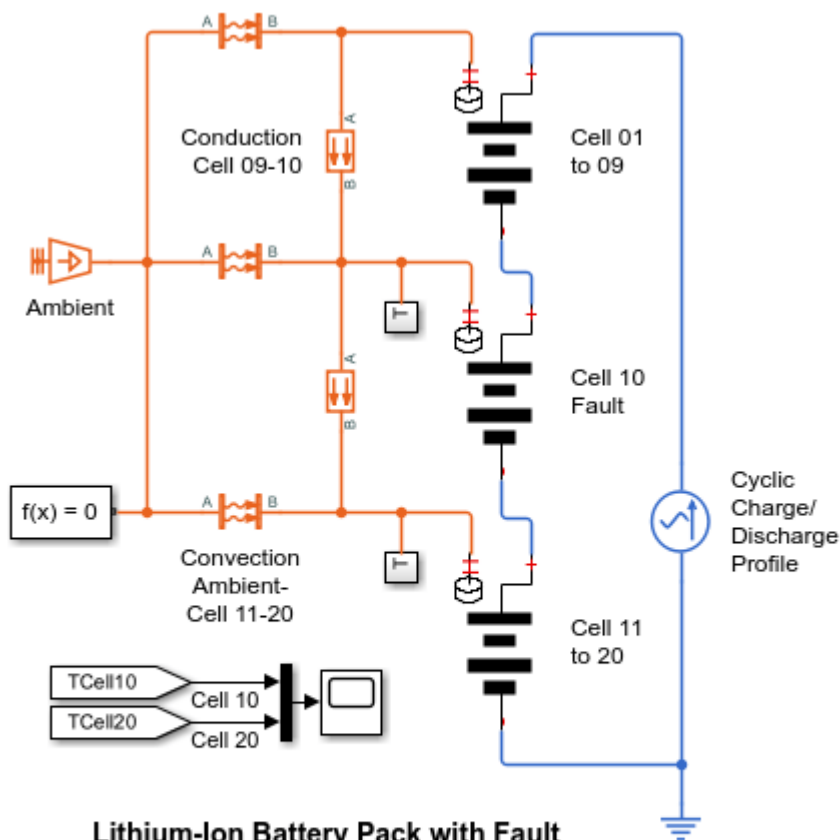 A
B
A
Conduction
Cell 09-10
B
Cell 01
to 09
A
B
Ambient
T
A
Cell 10
Fault
B
f(x) = 0
A
B
T
Convection
Ambient-
Cell 11-20
Cyclic
Charge/
Discharge
Profile
Cell 11
to 20
TCell10
Cell 10
TCell20
Cell 20
Lithium-Ion Battery Pack with Fault